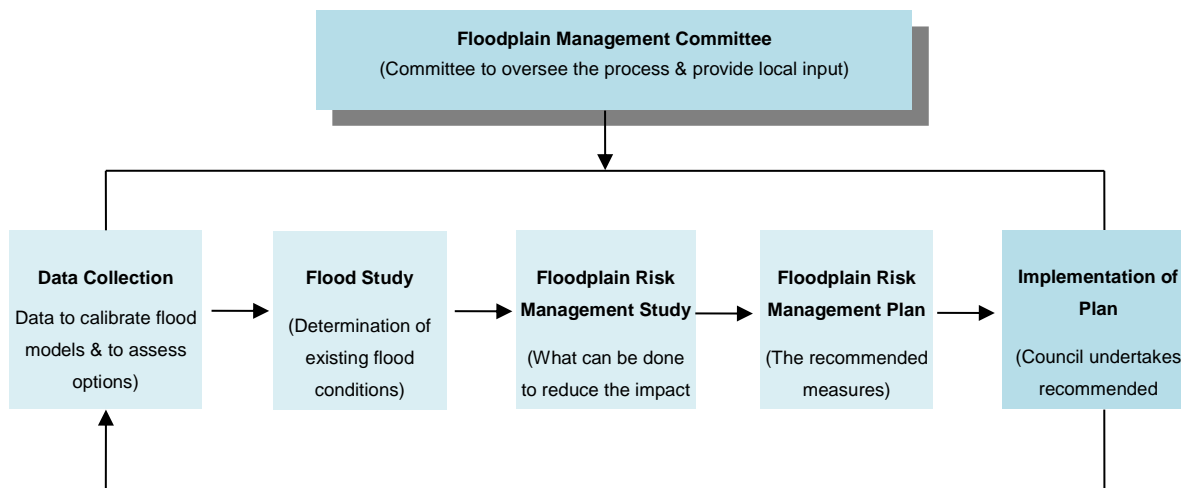 Floodplain Management Committee
(Committee to oversee the process & provide local input)
Data Collection
Data to calibrate flood
models & to assess
options)
Flood Study
(Determination of
existing flood
conditions)
Floodplain Risk
Management Study
(What can be done
to reduce the impact
Floodplain Risk
Management Plan
(The recommended
measures)
Implementation of
Plan
(Council undertakes
recommended